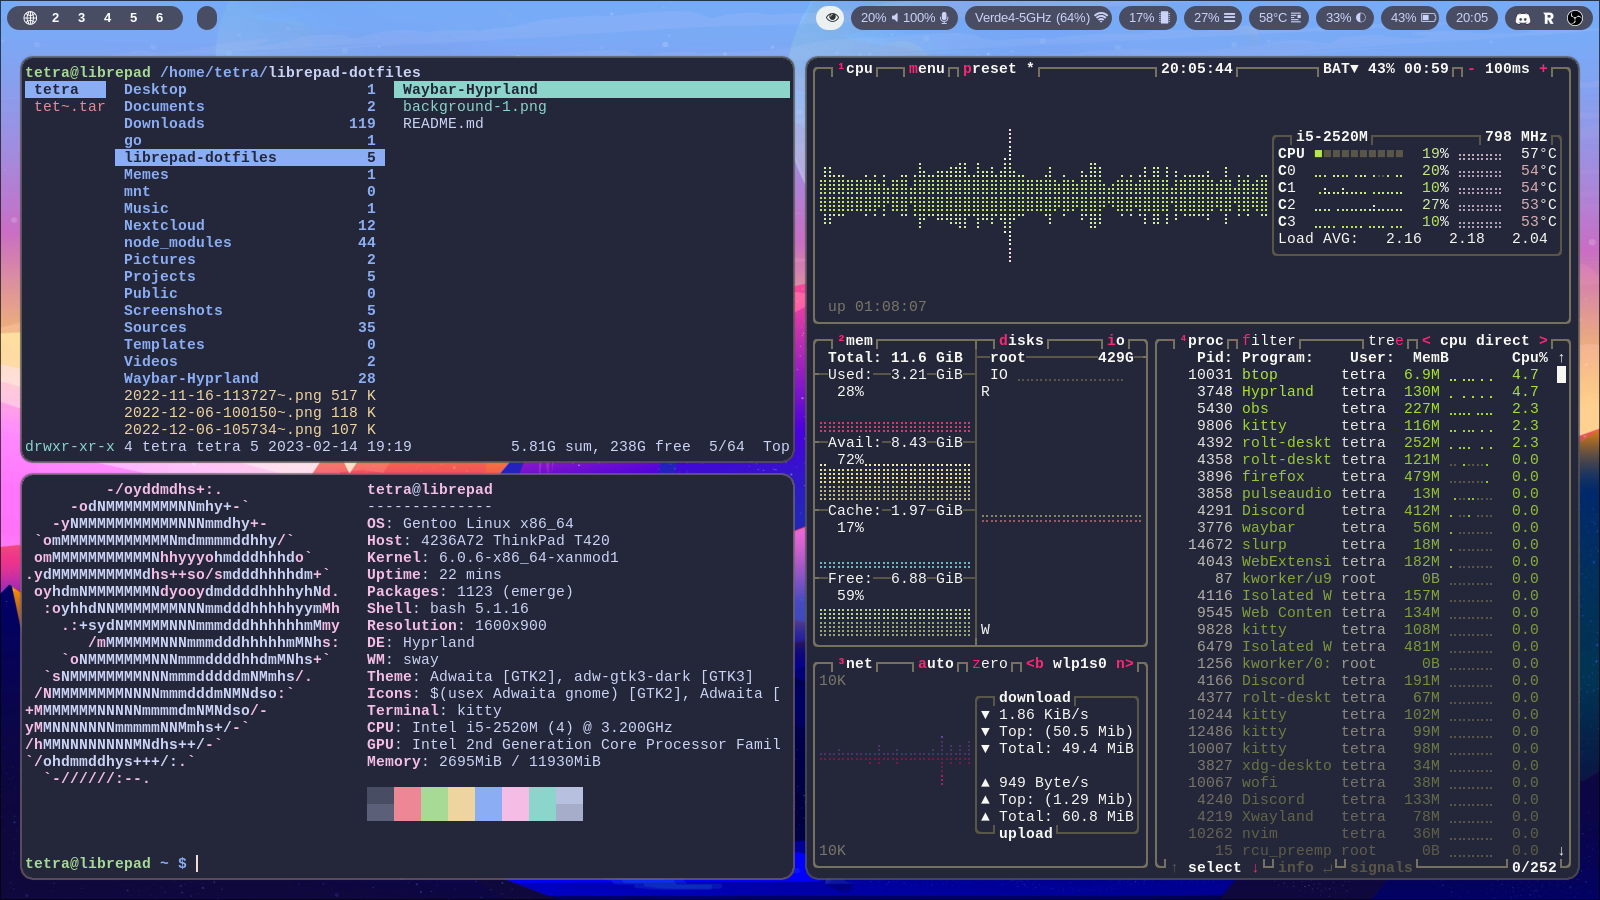 2 3 4 5 6
20% 100% Verde4-5GHz (64%) 17% 27% 58°C 33% 43% 20:05
tetra@librepad /home/tetra/librepad-dotfiles
tetra Desktop 1 Waybar-Hyprland
tet~.tar Documents 2 background-1.png
Downloads 119 README.md
go 1
librepad-dotfiles 5
Memes 1
mnt 0
Music 1
Nextcloud 12
node_modules 44
Pictures 2
Projects 5
Public 0
Screenshots 5
Sources 35
Templates 0
Videos 2
Waybar-Hyprland 28
2022-11-16-113727~.png 517 K
2022-12-06-100150~.png 118 K
2022-12-06-105734~.png 107 K
drwxr-xr-x 4 tetra tetra 5 2023-02-14 19:19 5.81G sum, 238G free 5/64 Top
-/oyddmdhs+:.
-odNMMMMMMMMNNmhy+-`
-yNMMMMMMMMMMMNNNmmdhy+-
`omMMMMMMMMMMMMNmdmmmmddhhy/`
omMMMMMMMMMMMNhhyyyohmdddhhhdo`
.ydMMMMMMMMMMdhs++so/smdddhhhhdm+`
oyhdmNMMMMMMMNdyooydmddddhhhhyhNd.
:oyhhdNNMMMMMMMNNNmmdddhhhhhyymMh
.:+sydNMMMMMNNNmmmdddhhhhhhmMmy
/mMMMMMMNNNmmmdddhhhhhmMNhs:
`oNMMMMMMMNNNmmmddddhhdmMNhs+`
`sNMMMMMMMMNNNmmmdddddmNMmhs/.
/NMMMMMMMMNNNNmmmdddmNMNdso:`
+MMMMMMMNNNNNmmmmdmNMNdso/-
yMMNNNNNNNmmmmmNNMmhs+/-`
/hMMNNNNNNNNMNdhs++/-`
`/ohdmmddhys+++/:.`
`-//////:--.
tetra@librepad
--------------
OS: Gentoo Linux x86_64
Host: 4236A72 ThinkPad T420
Kernel: 6.0.6-x86_64-xanmod1
Uptime: 22 mins
Packages: 1123 (emerge)
Shell: bash 5.1.16
Resolution: 1600x900
DE: Hyprland
WM: sway
Theme: Adwaita [GTK2], adw-gtk3-dark [GTK3]
Icons: $(usex Adwaita gnome) [GTK2], Adwaita [
Terminal: kitty
CPU: Intel i5-2520M (4) @ 3.200GHz
GPU: Intel 2nd Generation Core Processor Famil
Memory: 2695MiB / 11930MiB
tetra@librepad ~ $
¹cpu menu preset * 20:05:44 BAT▼ 43% 00:59 - 100ms +
i5-2520M 798 MHz
CPU 19% 57°C
C0 20% 54°C
C1 10% 54°C
C2 27% 53°C
C3 10% 53°C
Load AVG: 2.16 2.18 2.04
up 01:08:07
²mem disks io
Total: 11.6 GiB root 429G
Used: 3.21 GiB IO
28% R
Avail: 8.43 GiB
72%
Cache: 1.97 GiB
17%
Free: 6.88 GiB
59%
W
³net auto zero <b wlp1s0 n>
10K
download
▼ 1.86 KiB/s
▼ Top: (50.5 Mib)
▼ Total: 49.4 MiB
▲ 949 Byte/s
▲ Top: (1.29 Mib)
▲ Total: 60.8 MiB
upload
10K
⁴proc filter tree < cpu direct >
Pid: Program: User: MemB Cpu% ↑
10031 btop tetra 6.9M 4.7
3748 Hyprland tetra 130M 4.7
5430 obs tetra 227M 2.3
9806 kitty tetra 116M 2.3
4392 rolt-deskt tetra 252M 2.3
4358 rolt-deskt tetra 121M 0.0
3896 firefox tetra 479M 0.0
3858 pulseaudio tetra 13M 0.0
4291 Discord tetra 412M 0.0
3776 waybar tetra 56M 0.0
14672 slurp tetra 18M 0.0
4043 WebExtensi tetra 182M 0.0
87 kworker/u9 root 0B 0.0
4116 Isolated W tetra 157M 0.0
9545 Web Conten tetra 134M 0.0
9828 kitty tetra 108M 0.0
6479 Isolated W tetra 481M 0.0
1256 kworker/0: root 0B 0.0
4166 Discord tetra 191M 0.0
4377 rolt-deskt tetra 67M 0.0
10244 kitty tetra 102M 0.0
12486 kitty tetra 99M 0.0
10007 kitty tetra 98M 0.0
3827 xdg-deskto tetra 34M 0.0
10067 wofi tetra 38M 0.0
4240 Discord tetra 133M 0.0
4219 Xwayland tetra 78M 0.0
10262 nvim tetra 36M 0.0
15 rcu_preemp root 0B 0.0 ↓
↑ select ↓ info ↵ signals 0/252